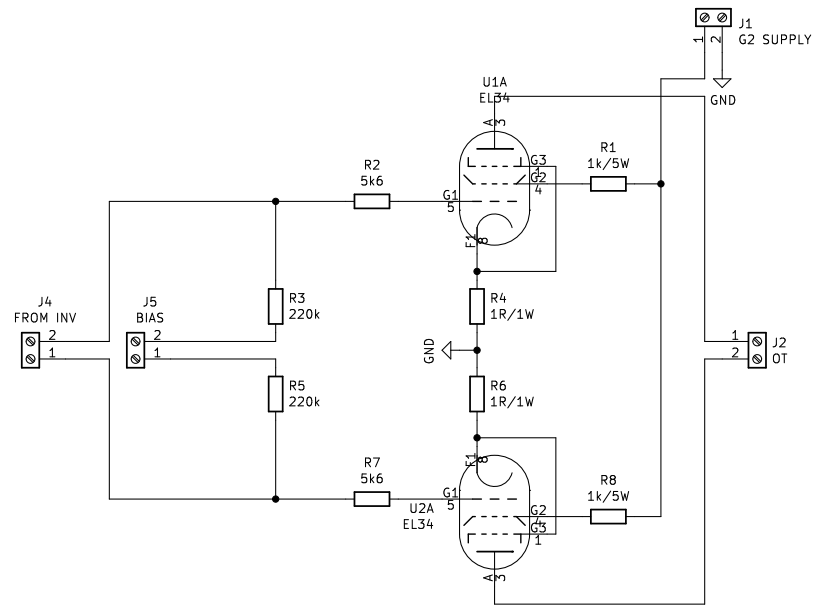 J1
G2 SUPPLY
1
2
GND
U1A
EL34
A
3
R2
5k6
G3
1
G2
4
R1
1k/5W
G1
5
F1
8
J4
FROM INV
2
1
J5
BIAS
2
1
R3
220k
R4
1R/1W
GND
1
2
J2
OT
R5
220k
R6
1R/1W
F1
8
R7
5k6
G1
5
U2A
EL34
G2
4
G3
1
R8
1k/5W
A
3